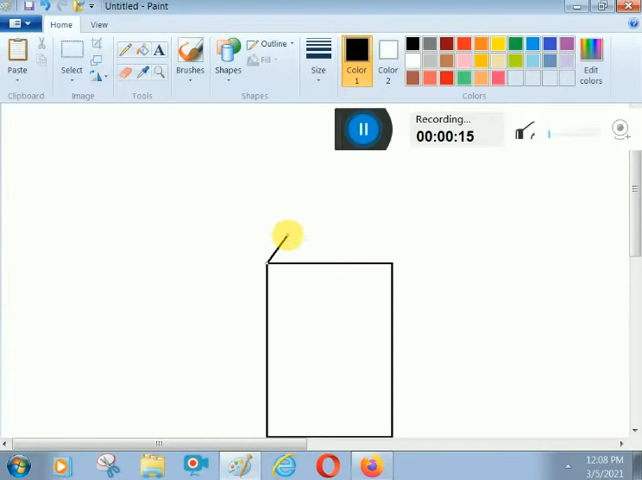 Untitled - Paint
Home View
Paste
Select
A
Brushes
Shapes
Outline
Fill
Size
Color
1
Color
2
Edit
colors
Clipboard
Image
Tools
Shapes
Colors
Recording...
00:00:15
12:08 PM
3/5/2021